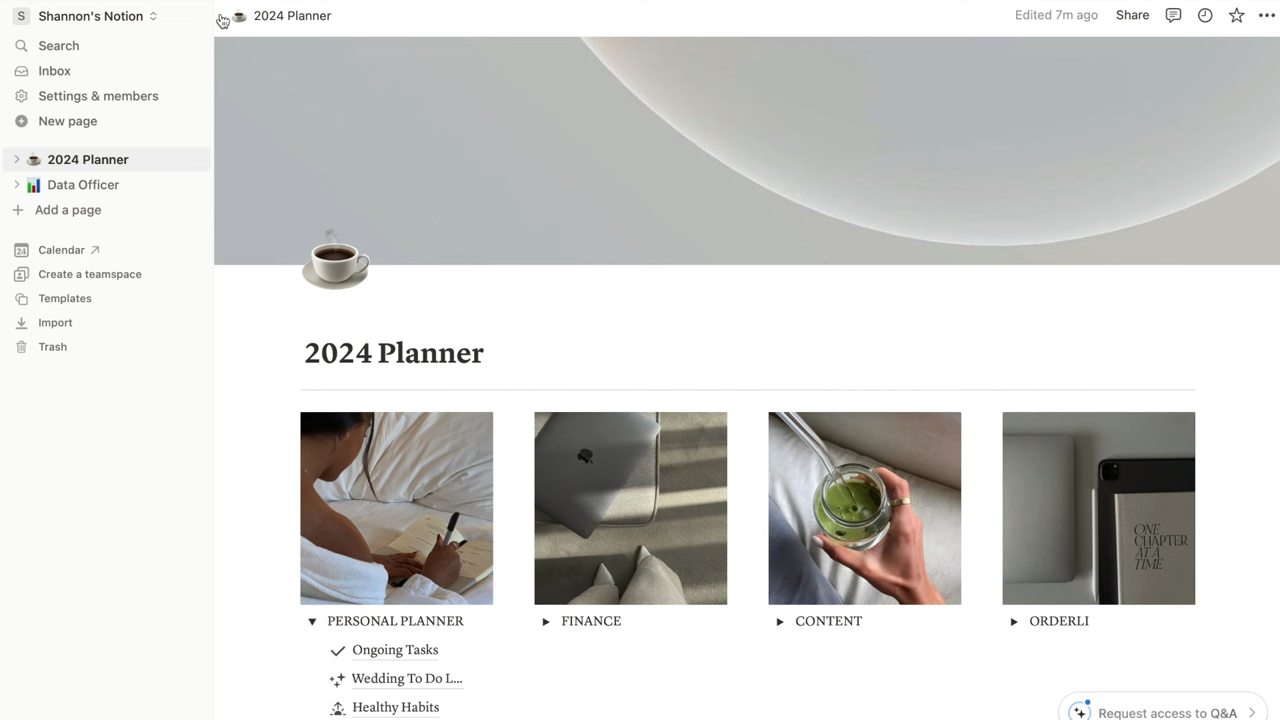 S Shannon's Notion
2024 Planner
Edited 7m ago
Share
Search
Inbox
Settings & members
New page
2024 Planner
Data Officer
Add a page
24 Calendar
Create a teamspace
Templates
Import
Trash
2024 Planner
ONE
CHAPTER
AT A
TIME
PERSONAL PLANNER
FINANCE
CONTENT
ORDERLI
Ongoing Tasks
Wedding To Do L...
Healthy Habits
Request access to Q&A